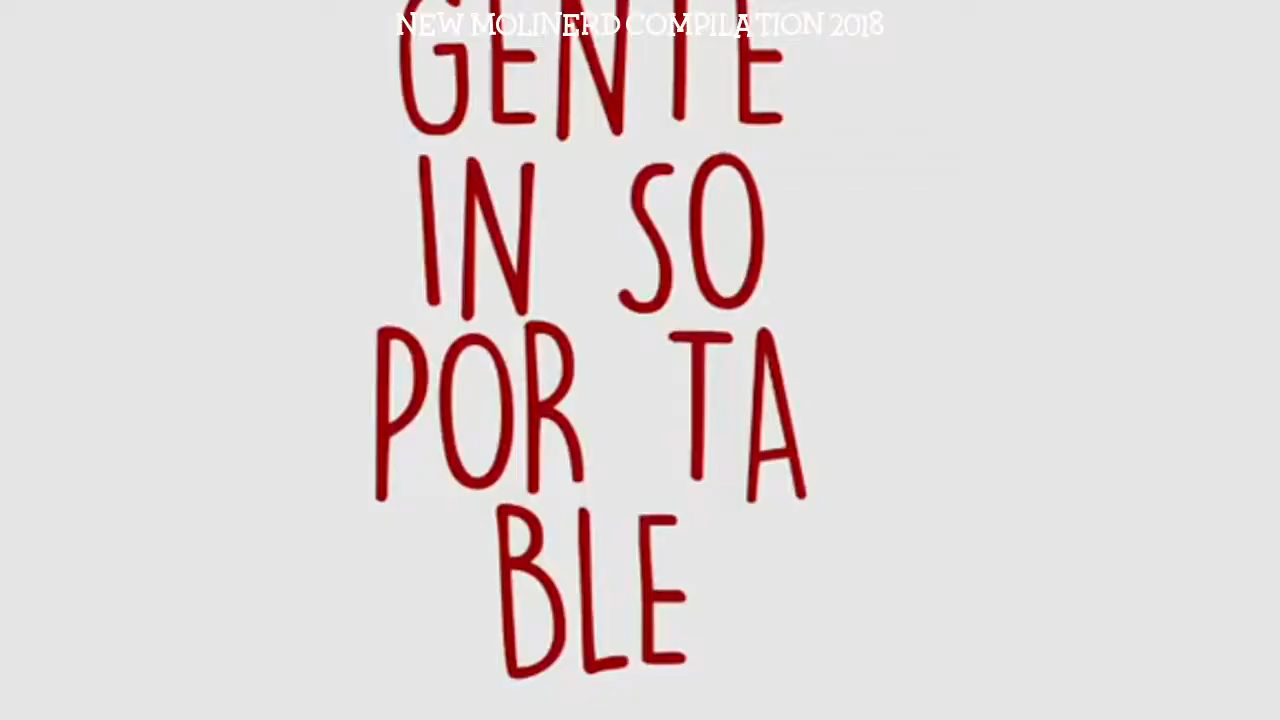 NEW MOLINERD COMPILATION 2018
GENTE
IN SO
POR TA
BLE